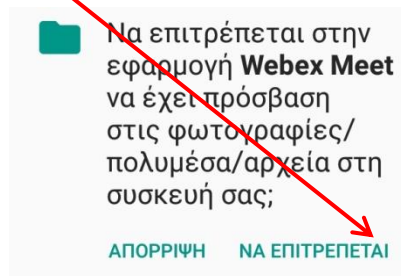 Να επιτρέπεται στην
εφαρμογή Webex Meet
να έχει πρόσβαση
στις φωτογραφίες/
πολυμέσα/αρχεία στη
συσκευή σας;
ΑΠΟΡΡΙΨΗ ΝΑ ΕΠΙΤΡΕΠΕΤΑΙ